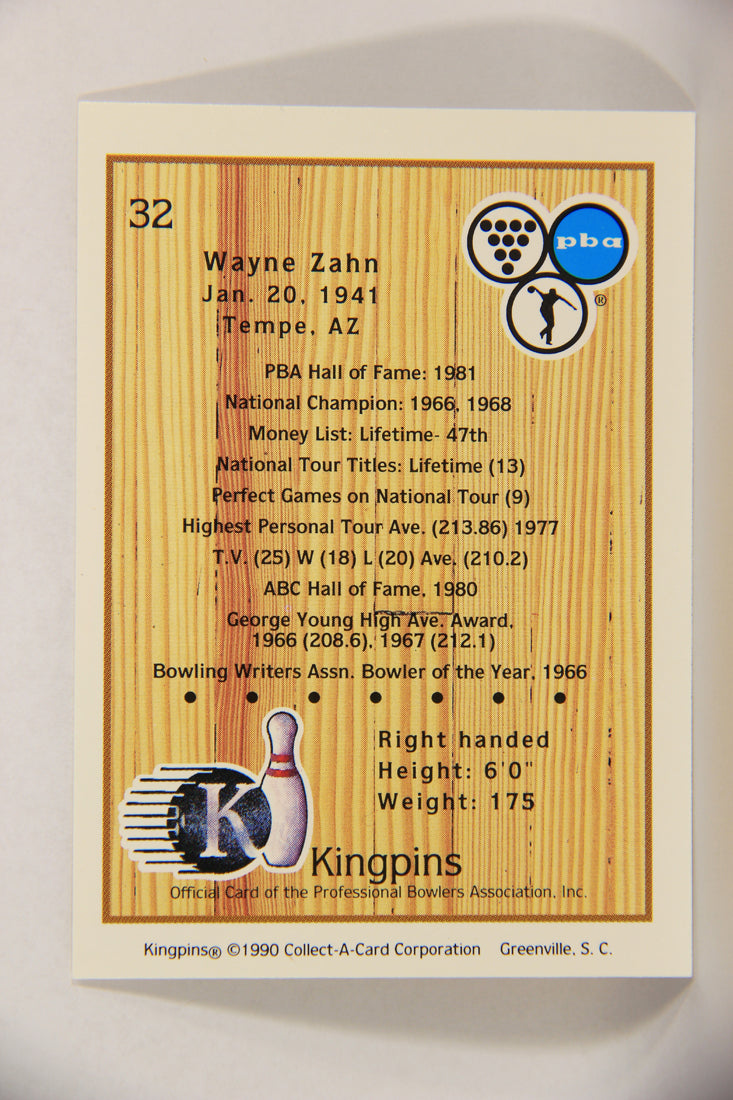 32
pba
®
Wayne Zahn
Jan. 20, 1941
Tempe, AZ
PBA Hall of Fame: 1981
National Champion: 1966, 1968
Money List: Lifetime- 47th
National Tour Titles: Lifetime (13)
Perfect Games on National Tour (9)
Highest Personal Tour Ave. (213.86) 1977
T.V. (25) W (18) L (20) Ave. (210.2)
ABC Hall of Fame, 1980
George Young High Ave. Award,
1966 (208.6), 1967 (212.1)
Bowling Writers Assn. Bowler of the Year, 1966
Right handed
Height: 6'0"
Weight: 175
K
Kingpins
Official Card of the Professional Bowlers Association, Inc.
Kingpins® ©1990 Collect-A-Card Corporation Greenville, S. C.